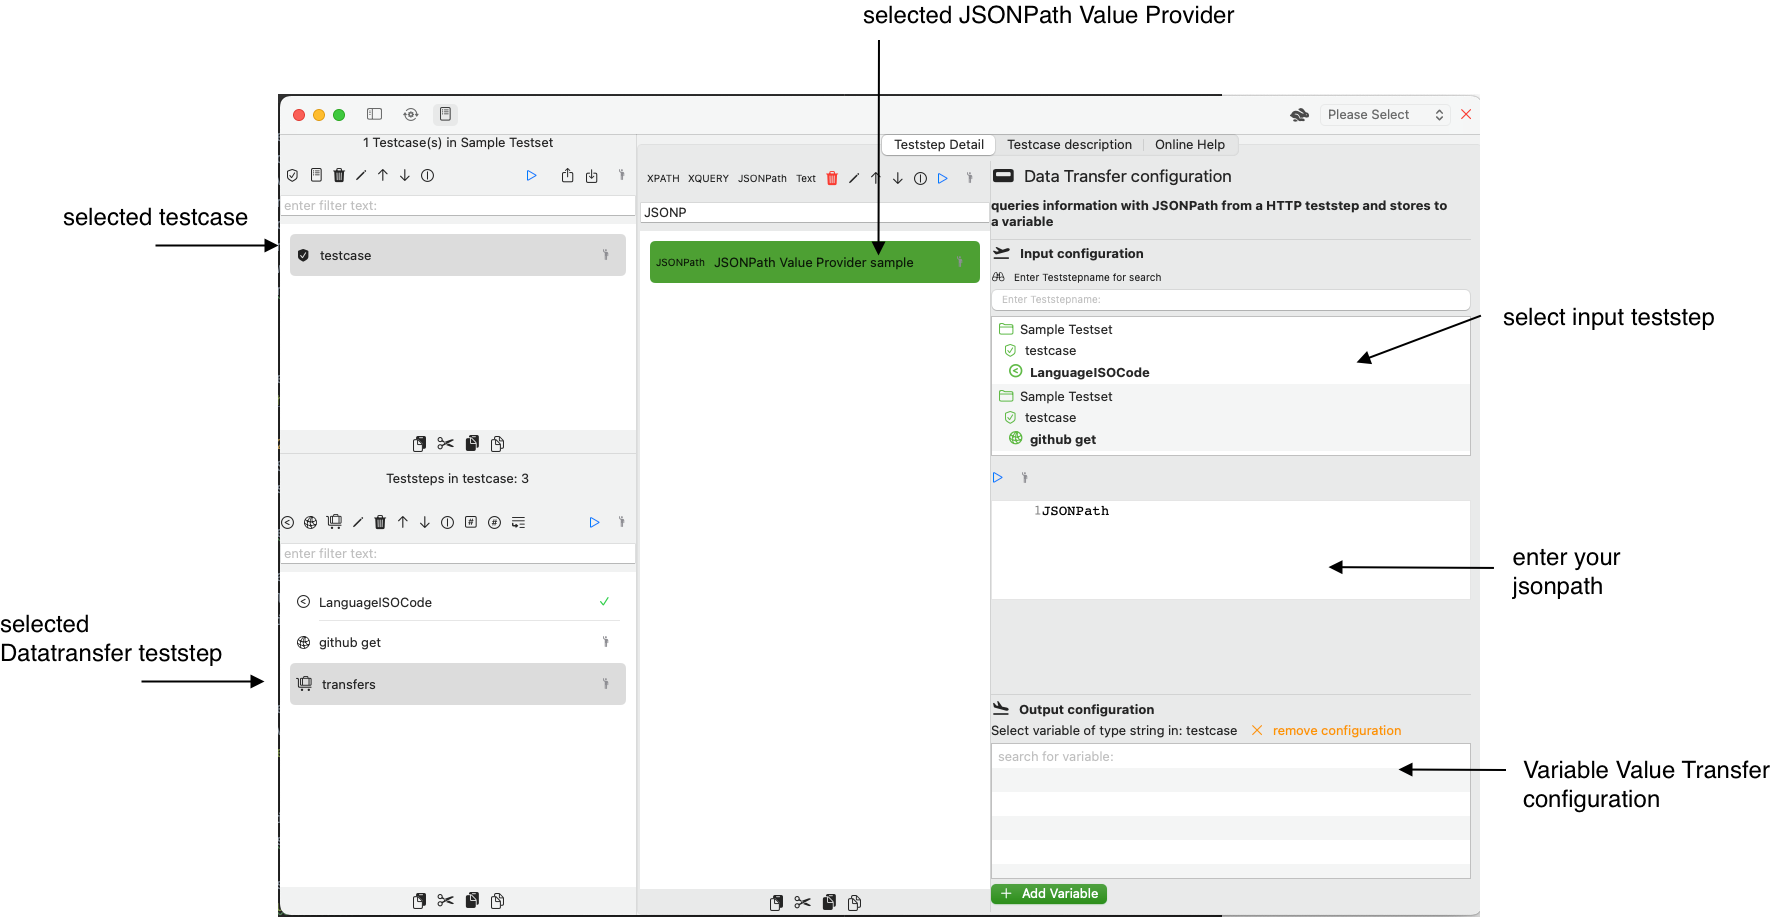 selected JSONPath Value Provider
Please Select
1 Testcase(s) in Sample Testset
Teststep Detail
Testcase description
Online Help
XPATH XQUERY JSONPath Text
Data Transfer configuration
enter filter text:
JSONP
queries information with JSONPath from a HTTP teststep and stores to
a variable
selected testcase
testcase
JSONPath JSONPath Value Provider sample
Input configuration
Enter Teststepname for search
Enter Teststepname:
select input teststep
Sample Testset
testcase
LanguageISOCode
Sample Testset
testcase
github get
Teststeps in testcase: 3
1JSONPath
enter filter text:
enter your
jsonpath
LanguageISOCode
github get
selected
Datatransfer teststep
transfers
Output configuration
Select variable of type string in: testcase
remove configuration
search for variable:
Variable Value Transfer
configuration
Add Variable